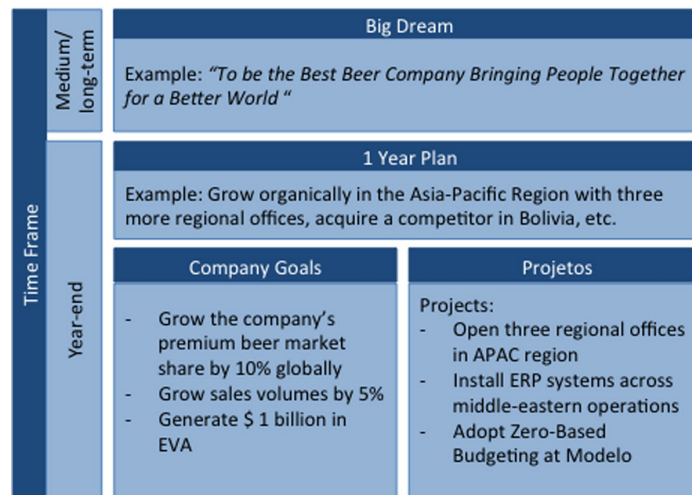 Time Frame
Medium/
long-term
Big Dream
Example: “To be the Best Beer Company Bringing People Together
for a Better World “
Year-end
1 Year Plan
Example: Grow organically in the Asia-Pacific Region with three
more regional offices, acquire a competitor in Bolivia, etc.
Company Goals
- Grow the company’s
premium beer market
share by 10% globally
- Grow sales volumes by 5%
- Generate $ 1 billion in
EVA
Projetos
Projects:
- Open three regional offices
in APAC region
- Install ERP systems across
middle-eastern operations
- Adopt Zero-Based
Budgeting at Modelo